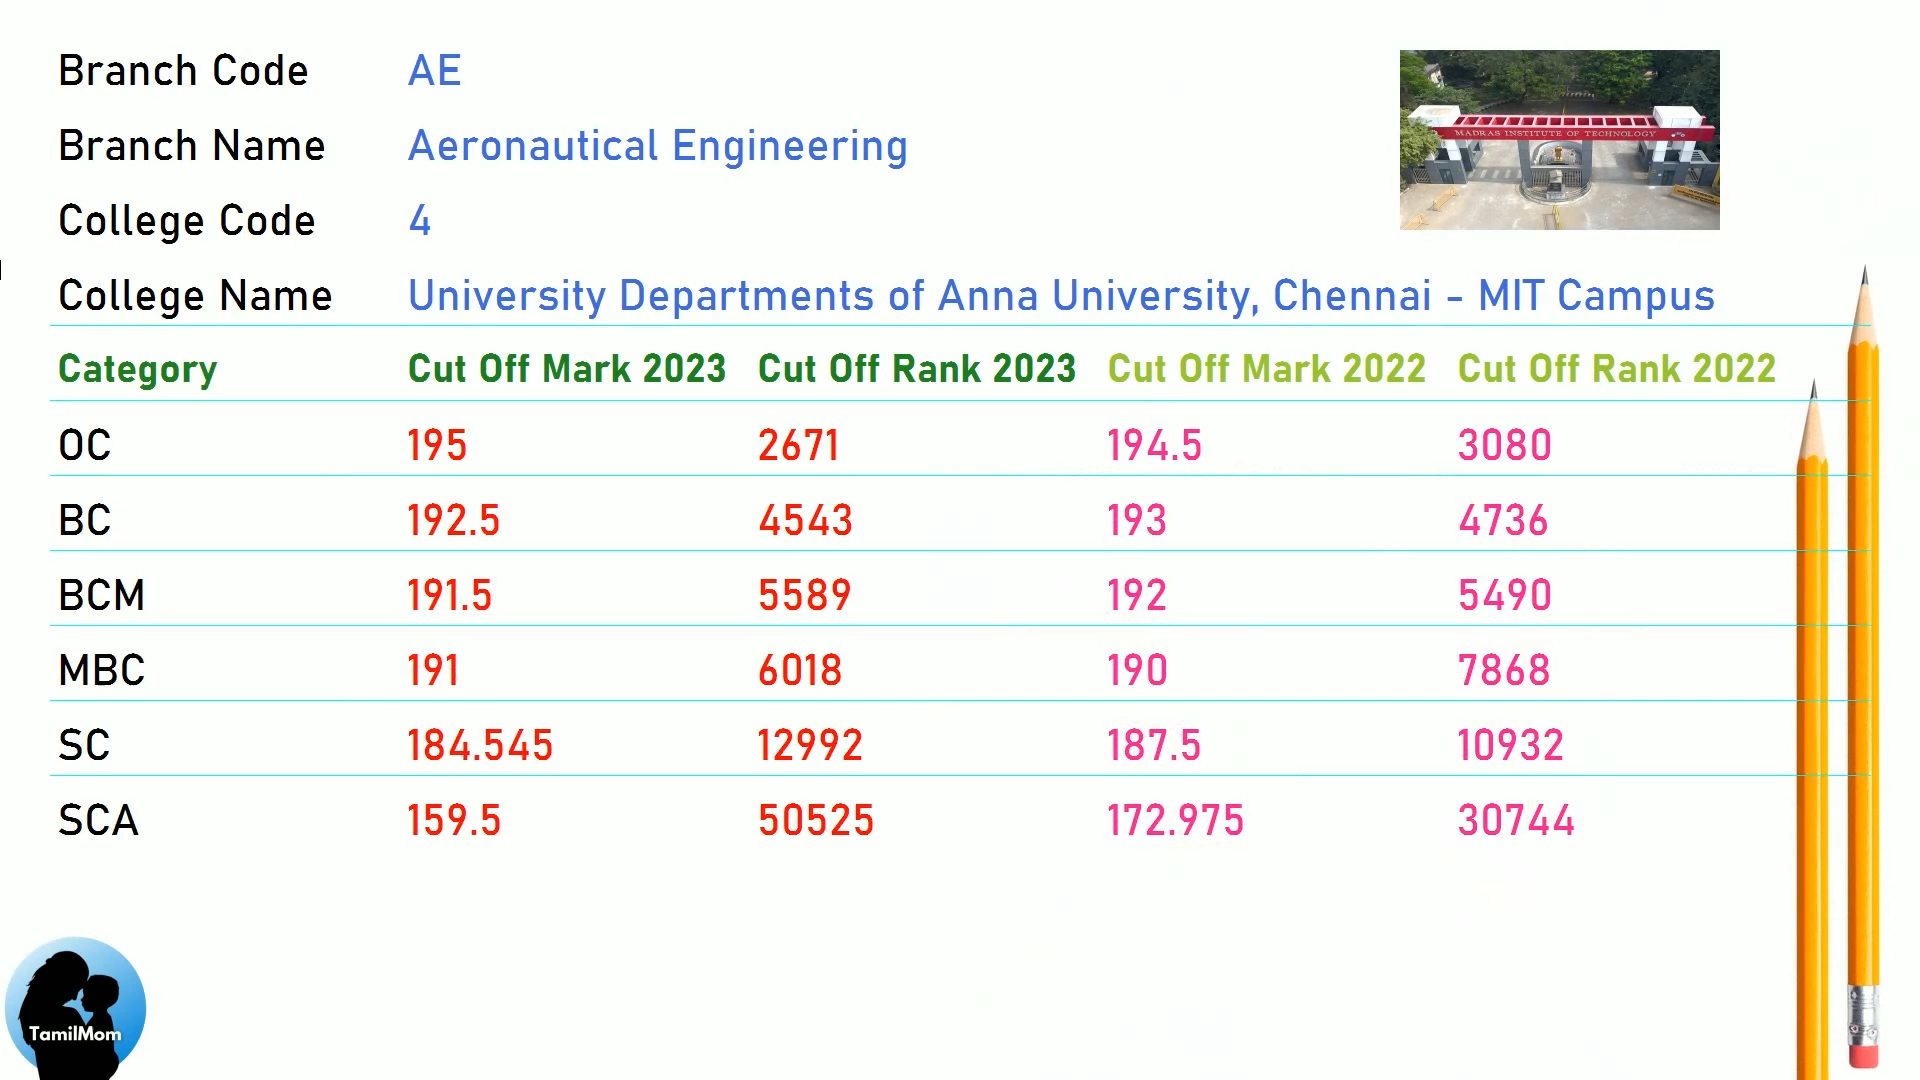 Branch Code AE
Branch Name Aeronautical Engineering
College Code 4
College Name University Departments of Anna University, Chennai - MIT Campus
MADRAS INSTITUTE OF TECHNOLOGY
Category Cut Off Mark 2023 Cut Off Rank 2023 Cut Off Mark 2022 Cut Off Rank 2022
OC 195 2671 194.5 3080
BC 192.5 4543 193 4736
BCM 191.5 5589 192 5490
MBC 191 6018 190 7868
SC 184.545 12992 187.5 10932
SCA 159.5 50525 172.975 30744
TamilMom